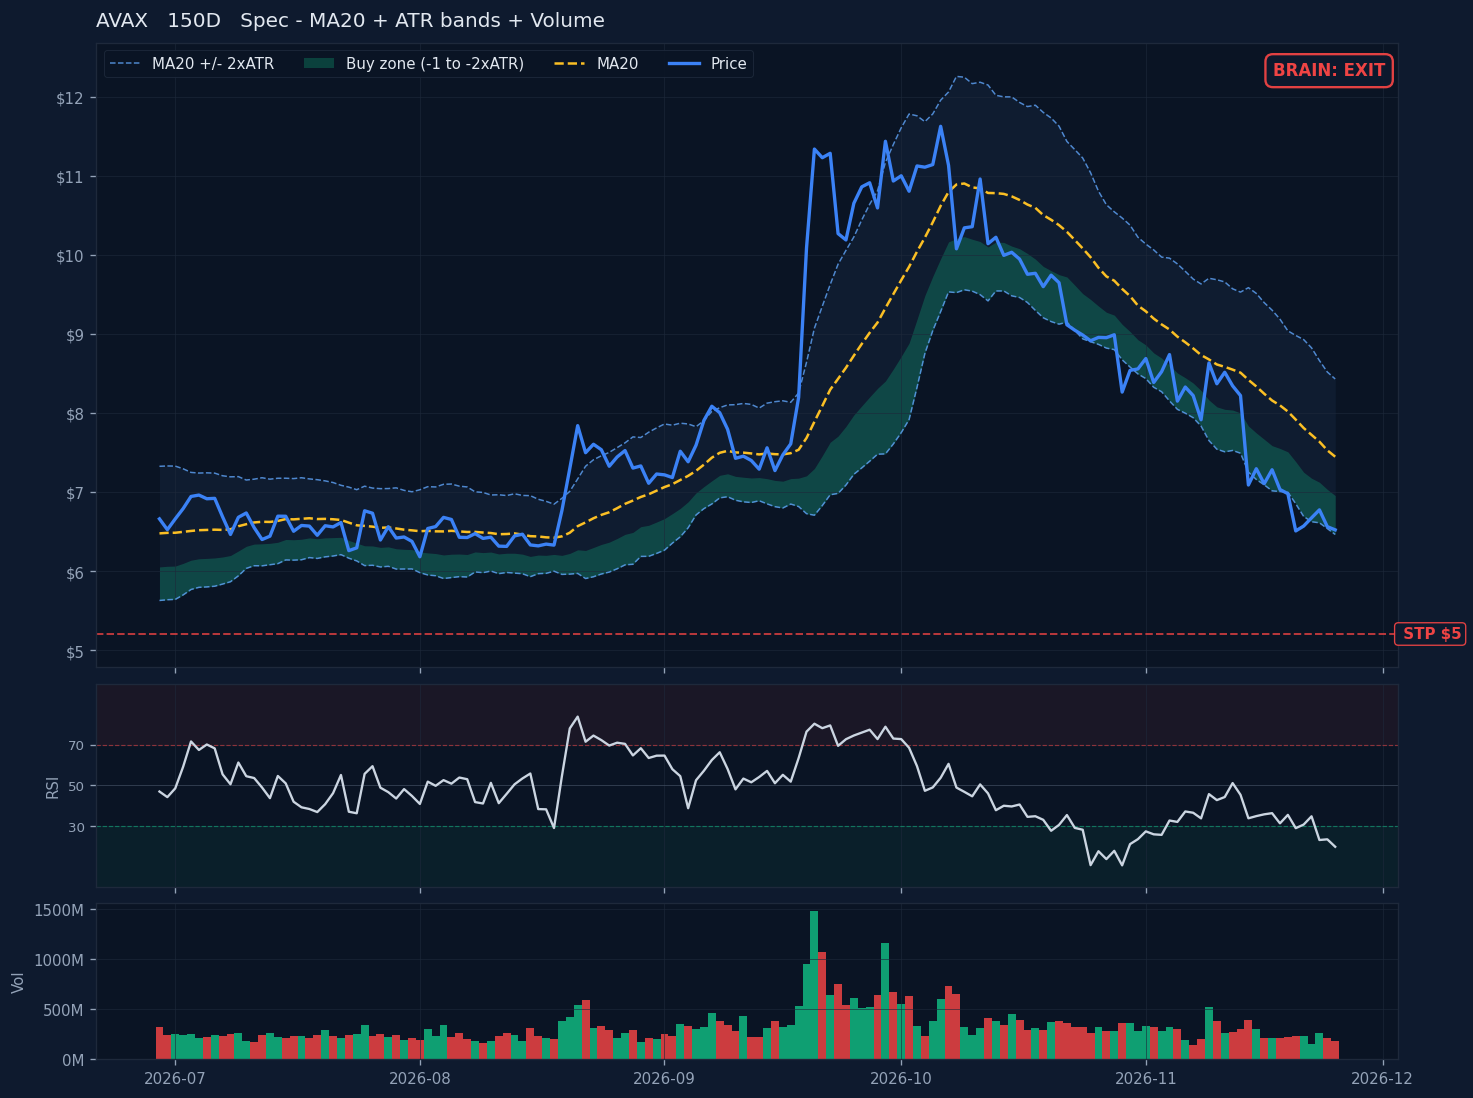 AVAX   150D   Spec - MA20 + ATR bands + Volume
MA20 +/- 2xATR
Buy zone (-1 to -2xATR)
MA20
Price
BRAIN: EXIT
$12
$11
$10
$9
$8
$7
$6
$5
STP $5
RSI
70
50
30
Vol
1500M
1000M
500M
0M
2026-07
2026-08
2026-09
2026-10
2026-11
2026-12